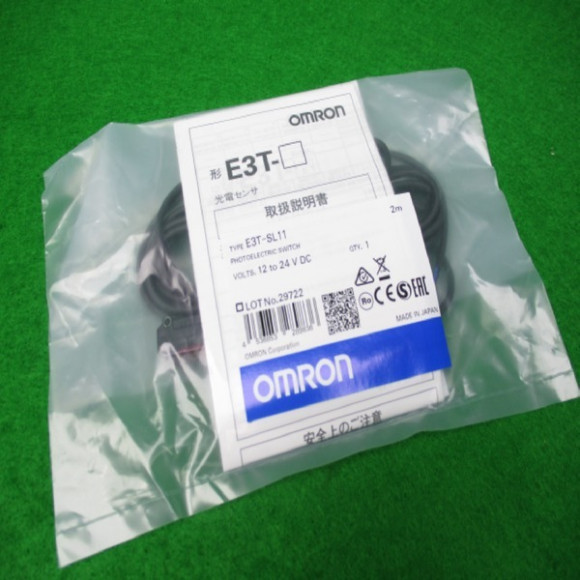 OMRON
形 E3T-□
光電センサ
取扱説明書
2m
TYPE E3T-SL11
PHOTOELECTRIC SWITCH
VOLTS. 12 to 24 V DC
QTY. 1
LOT No.29722
OMRON Corporation
MADE IN JAPAN
OMRON
安全上のご注意